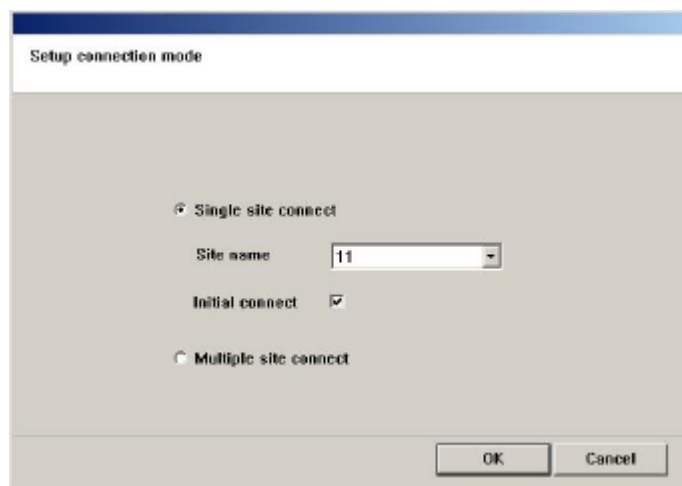 Setup connection mode
Single site connect
Site name 11
Initial connect
Multiple site connect
OK Cancel